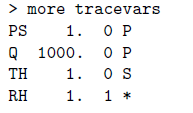 > more tracevars
PS 1. 0 P
Q 1000. 0 P
TH 1. 0 S
RH 1. 1 *